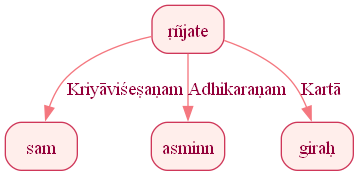 ṛñjate
Kriyāviśeṣaṇam Adhikaraṇam Kartā
sam asminn giraḥ